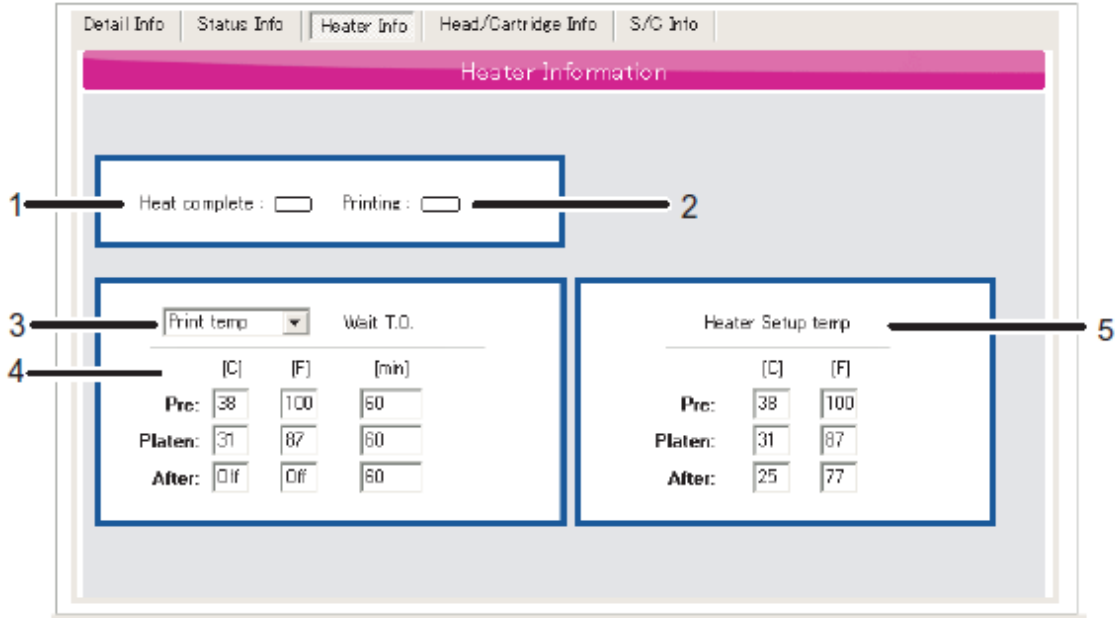 Detail Info Status Info Heater Info Head/Cartridge Info S/C Info
Heater Information
1 Heat complete : Printing : 2
3 Print temp Wait T.O. Heater Setup temp 5
4 [C] [F] [min] [C] [F]
Pre: 38 100 60 Pre: 38 100
Platen: 31 87 60 Platen: 31 87
After: Off Off 60 After: 25 77